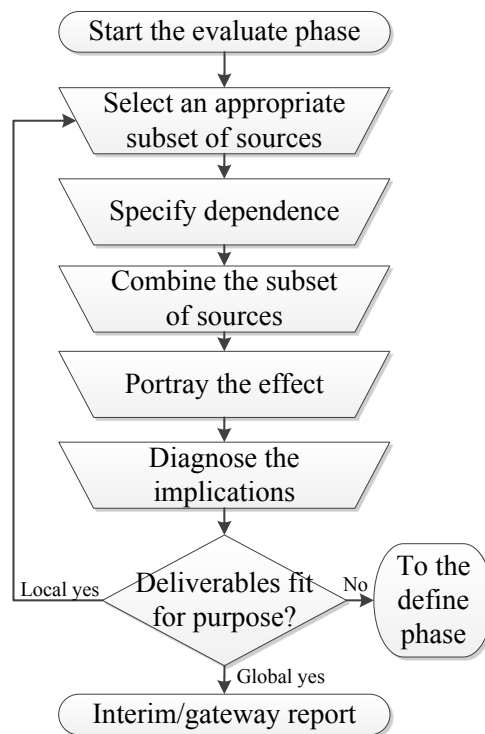 Start the evaluate phase
Select an appropriate
subset of sources
Specify dependence
Combine the subset
of sources
Portray the effect
Diagnose the
implications
Deliverables fit
for purpose?
Local yes
No
To the
define
phase
Global yes
Interim/gateway report